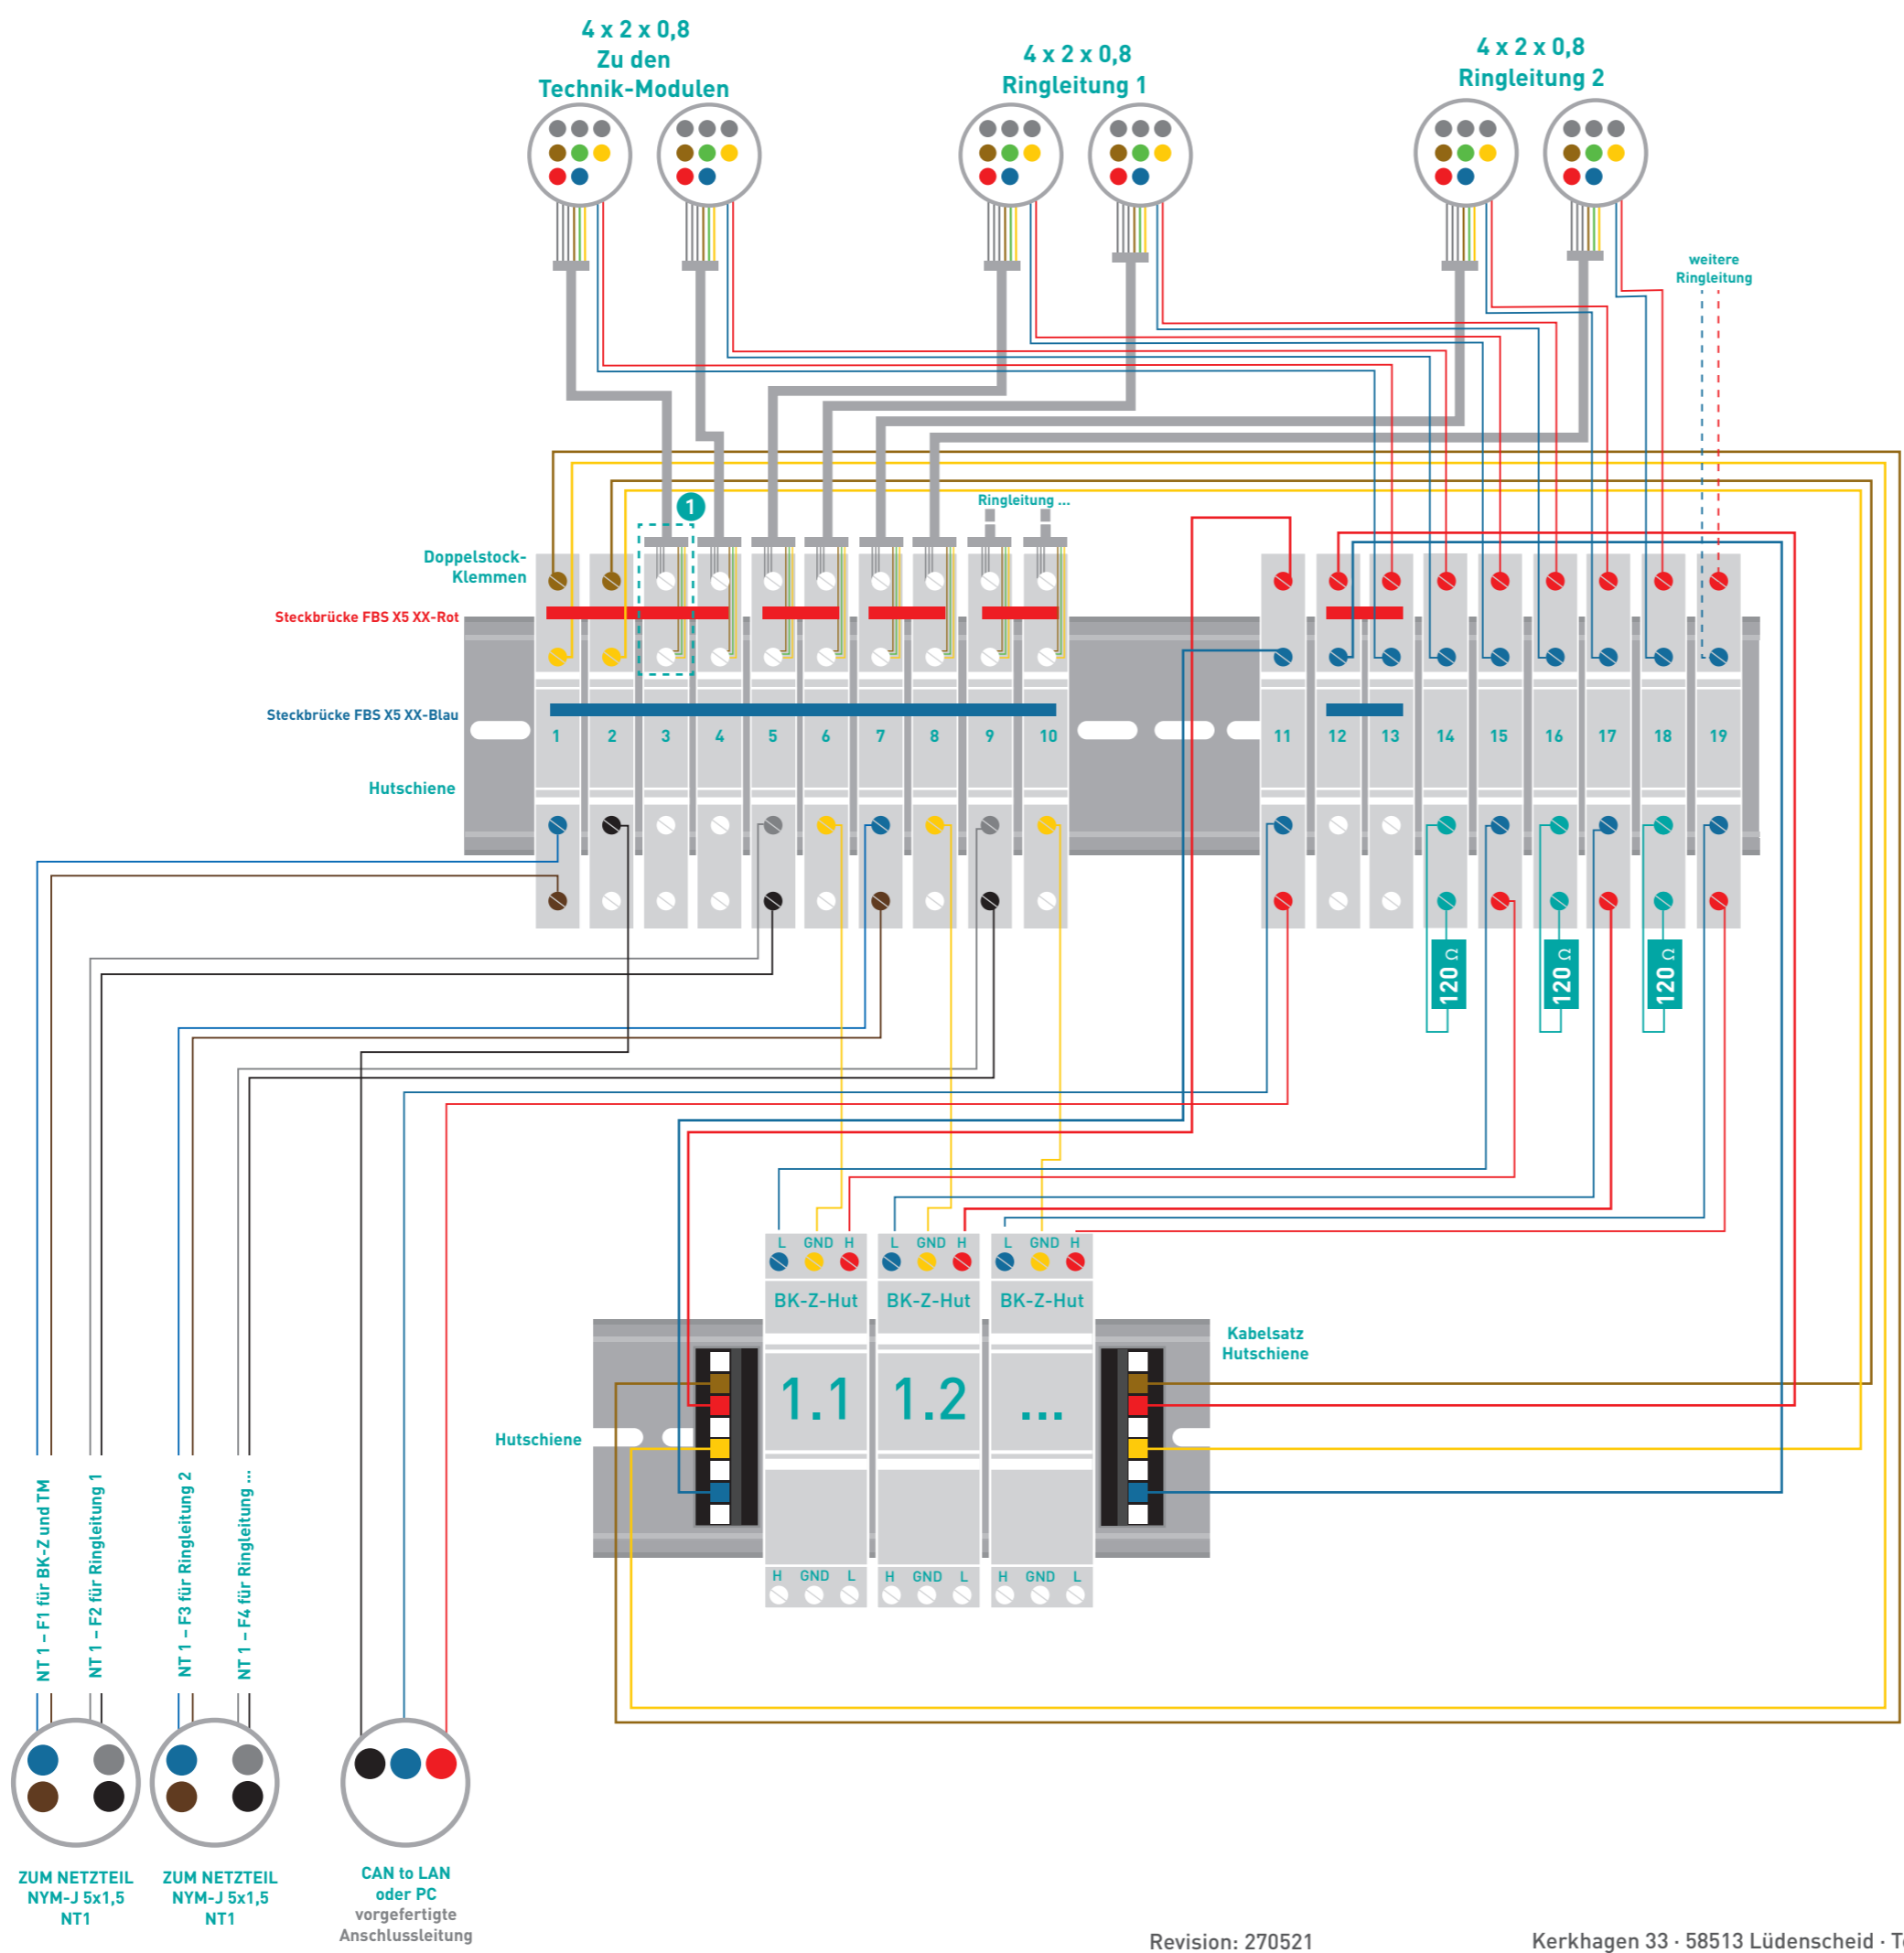 4 x 2 x 0,8
Zu den
Technik-Modulen
4 x 2 x 0,8
Ringleitung 1
4 x 2 x 0,8
Ringleitung 2
weitere
Ringleitung
1
Ringleitung ...
Doppelstock-
Klemmen
Steckbrücke FBS X5 XX-Rot
Steckbrücke FBS X5 XX-Blau
1 2 3 4 5 6 7 8 9 10 11 12 13 14 15 16 17 18 19
Hutschiene
120 Ω
120 Ω
120 Ω
L GND H L GND H L GND H
BK-Z-Hut BK-Z-Hut BK-Z-Hut
Kabelsatz
Hutschiene
1.1 1.2 ...
Hutschiene
H GND L H GND L H GND L
NT 1 – F1 für BK-Z und TM
NT 1 – F2 für Ringleitung 1
NT 1 – F3 für Ringleitung 2
NT 1 – F4 für Ringleitung ...
ZUM NETZTEIL
NYM-J 5x1,5
NT1
ZUM NETZTEIL
NYM-J 5x1,5
NT1
CAN to LAN
oder PC
vorgefertigte
Anschlussleitung
Revision: 270521
Kerkhagen 33 · 58513 Lüdenscheid ·